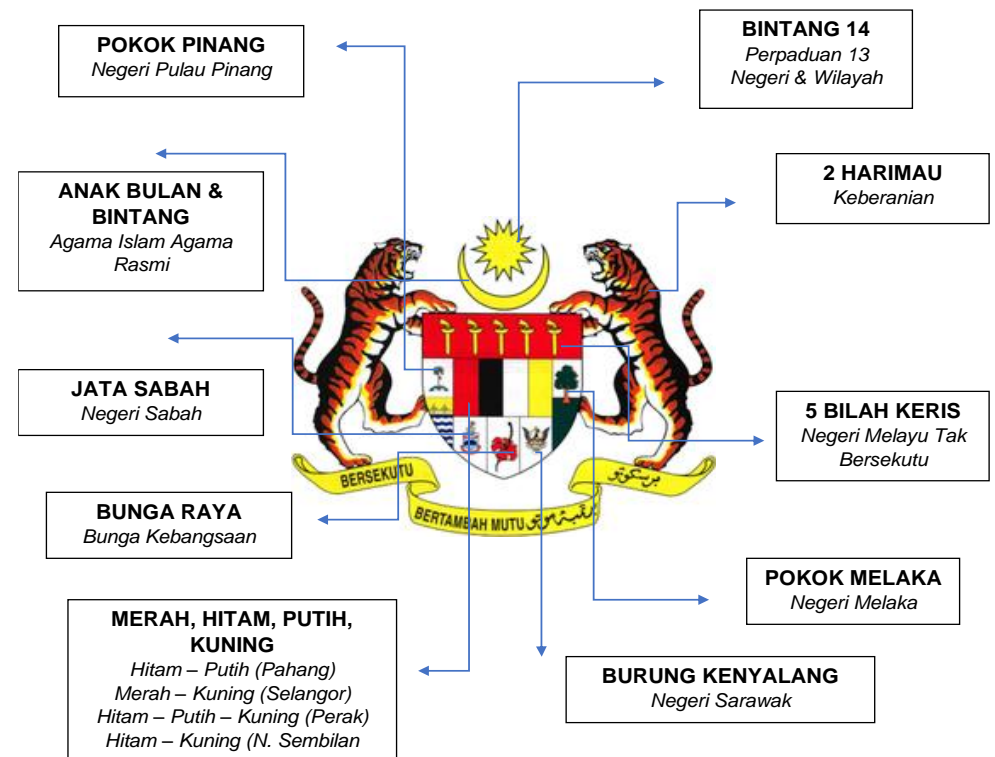 POKOK PINANG
Negeri Pulau Pinang
BINTANG 14
Perpaduan 13
Negeri & Wilayah
2 HARIMAU
Keberanian
ANAK BULAN &
BINTANG
Agama Islam Agama
Rasmi
JATA SABAH
Negeri Sabah
5 BILAH KERIS
Negeri Melayu Tak
Bersekutu
BERSEKUTU
برسکوتو
BERTAMBAH MUTU برتمبه موتو
BUNGA RAYA
Bunga Kebangsaan
POKOK MELAKA
Negeri Melaka
MERAH, HITAM, PUTIH,
KUNING
Hitam – Putih (Pahang)
Merah – Kuning (Selangor)
Hitam – Putih – Kuning (Perak)
Hitam – Kuning (N. Sembilan
BURUNG KENYALANG
Negeri Sarawak